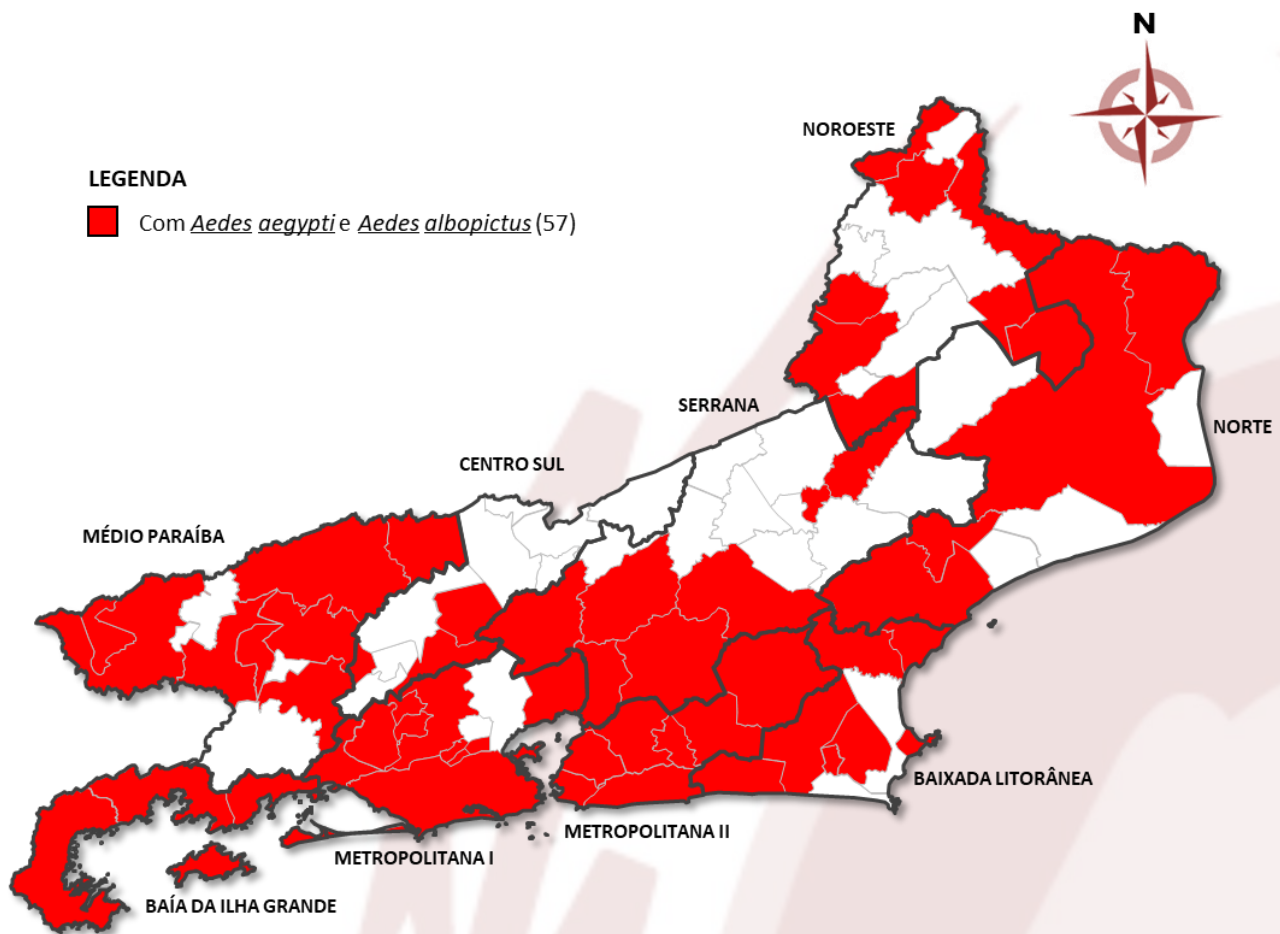 N
NOROESTE
LEGENDA
Com Aedes aegypti e Aedes albopictus (57)
SERRANA
NORTE
CENTRO SUL
MÉDIO PARAÍBA
BAIXADA LITORÂNEA
METROPOLITANA II
METROPOLITANA I
BAÍA DA ILHA GRANDE